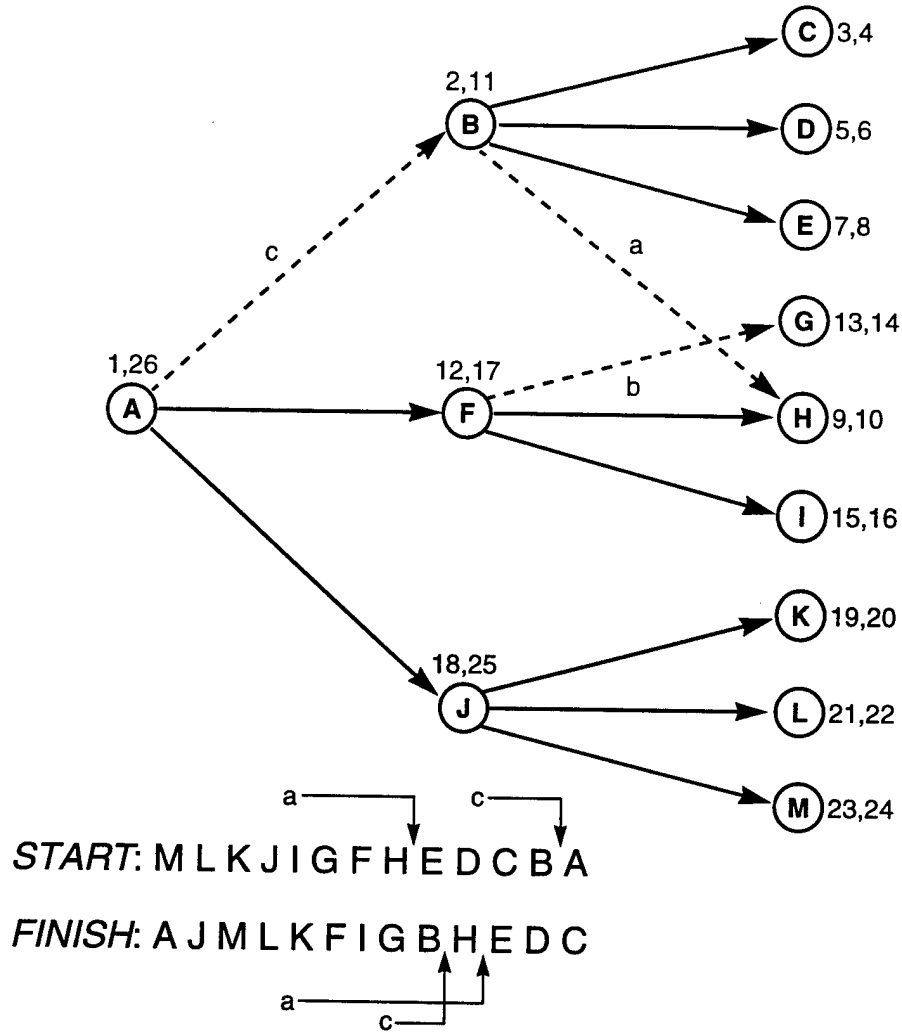 C 3,4
2,11
B
D 5,6
E 7,8
c
a
G 13,14
1,26
12,17
b
A
F
H 9,10
I 15,16
K 19,20
18,25
J
L 21,22
a
c
M 23,24
START: M L K J I G F H E D C B A
FINISH: A J M L K F I G B H E D C
a
c